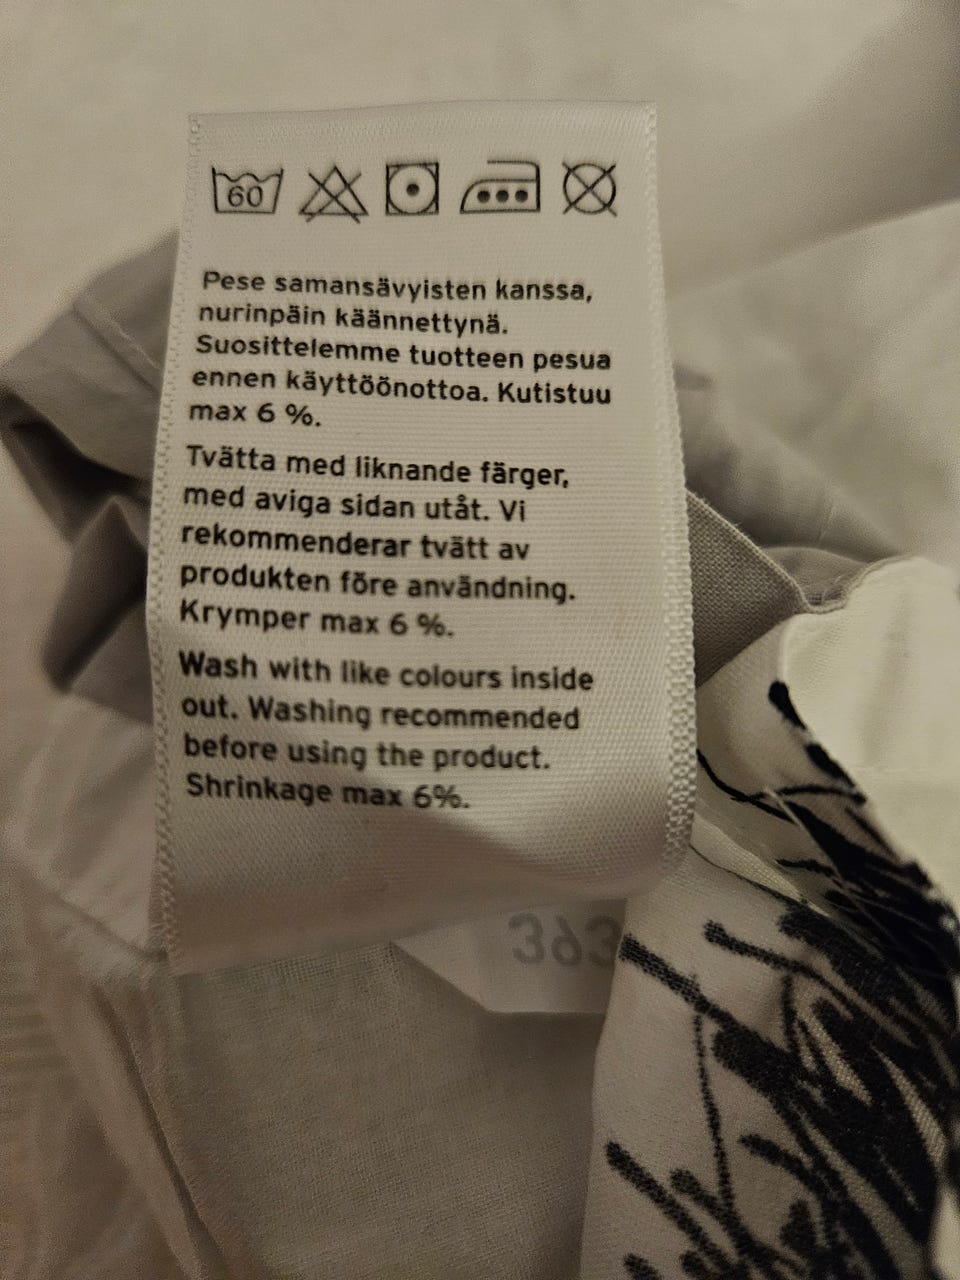 60
Pese samansävyisten kanssa,
nurinpäin käännettynä.
Suosittelemme tuotteen pesua
ennen käyttöönottoa. Kutistuu
max 6 %.
Tvätta med liknande färger,
med aviga sidan utåt. Vi
rekommenderar tvätt av
produkten före användning.
Krymper max 6 %.
Wash with like colours inside
out. Washing recommended
before using the product.
Shrinkage max 6%.